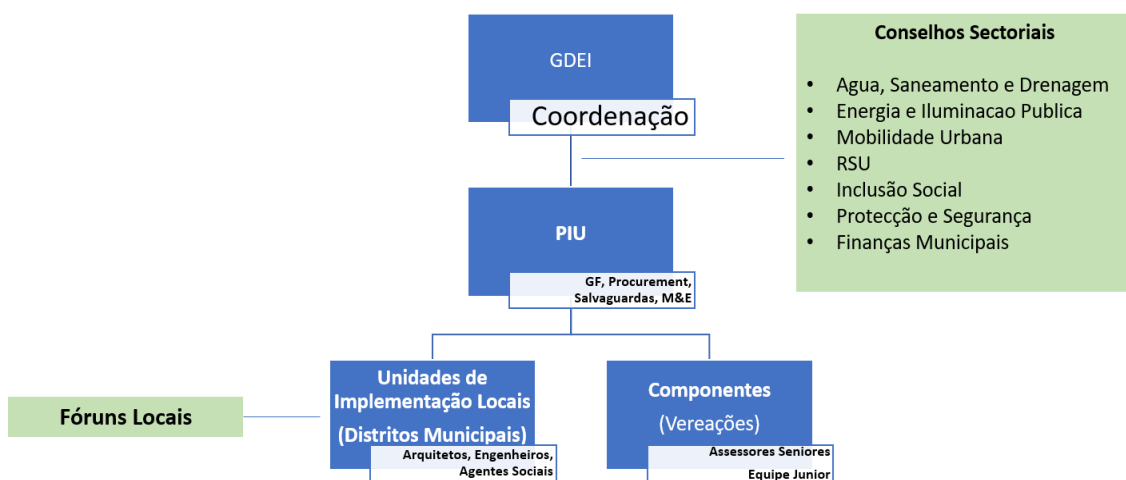 GDEI
Coordenação
Conselhos Sectoriais
• Agua, Saneamento e Drenagem
• Energia e Iluminacao Publica
• Mobilidade Urbana
• RSU
• Inclusão Social
• Protecção e Segurança
• Finanças Municipais
PIU
GF, Procurement,
Salvaguardas, M&E
Fóruns Locais
Unidades de
Implementação Locais
(Distritos Municipais)
Arquitetos, Engenheiros,
Agentes Sociais
Componentes
(Vereações)
Assessores Seniores
Equipe Junior